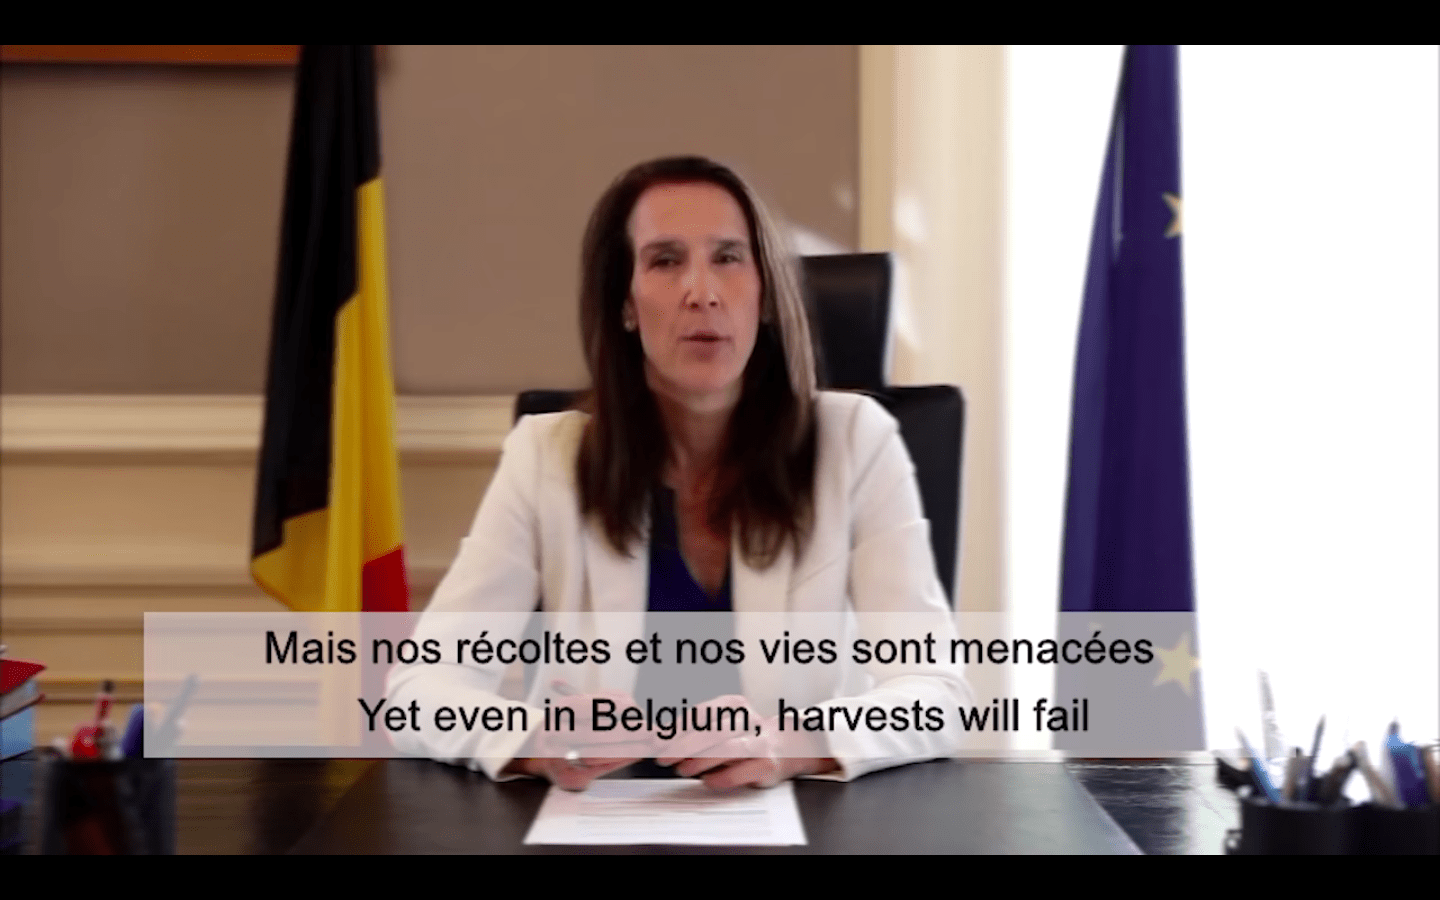 Mais nos récoltes et nos vies sont menacées
Yet even in Belgium, harvests will fail